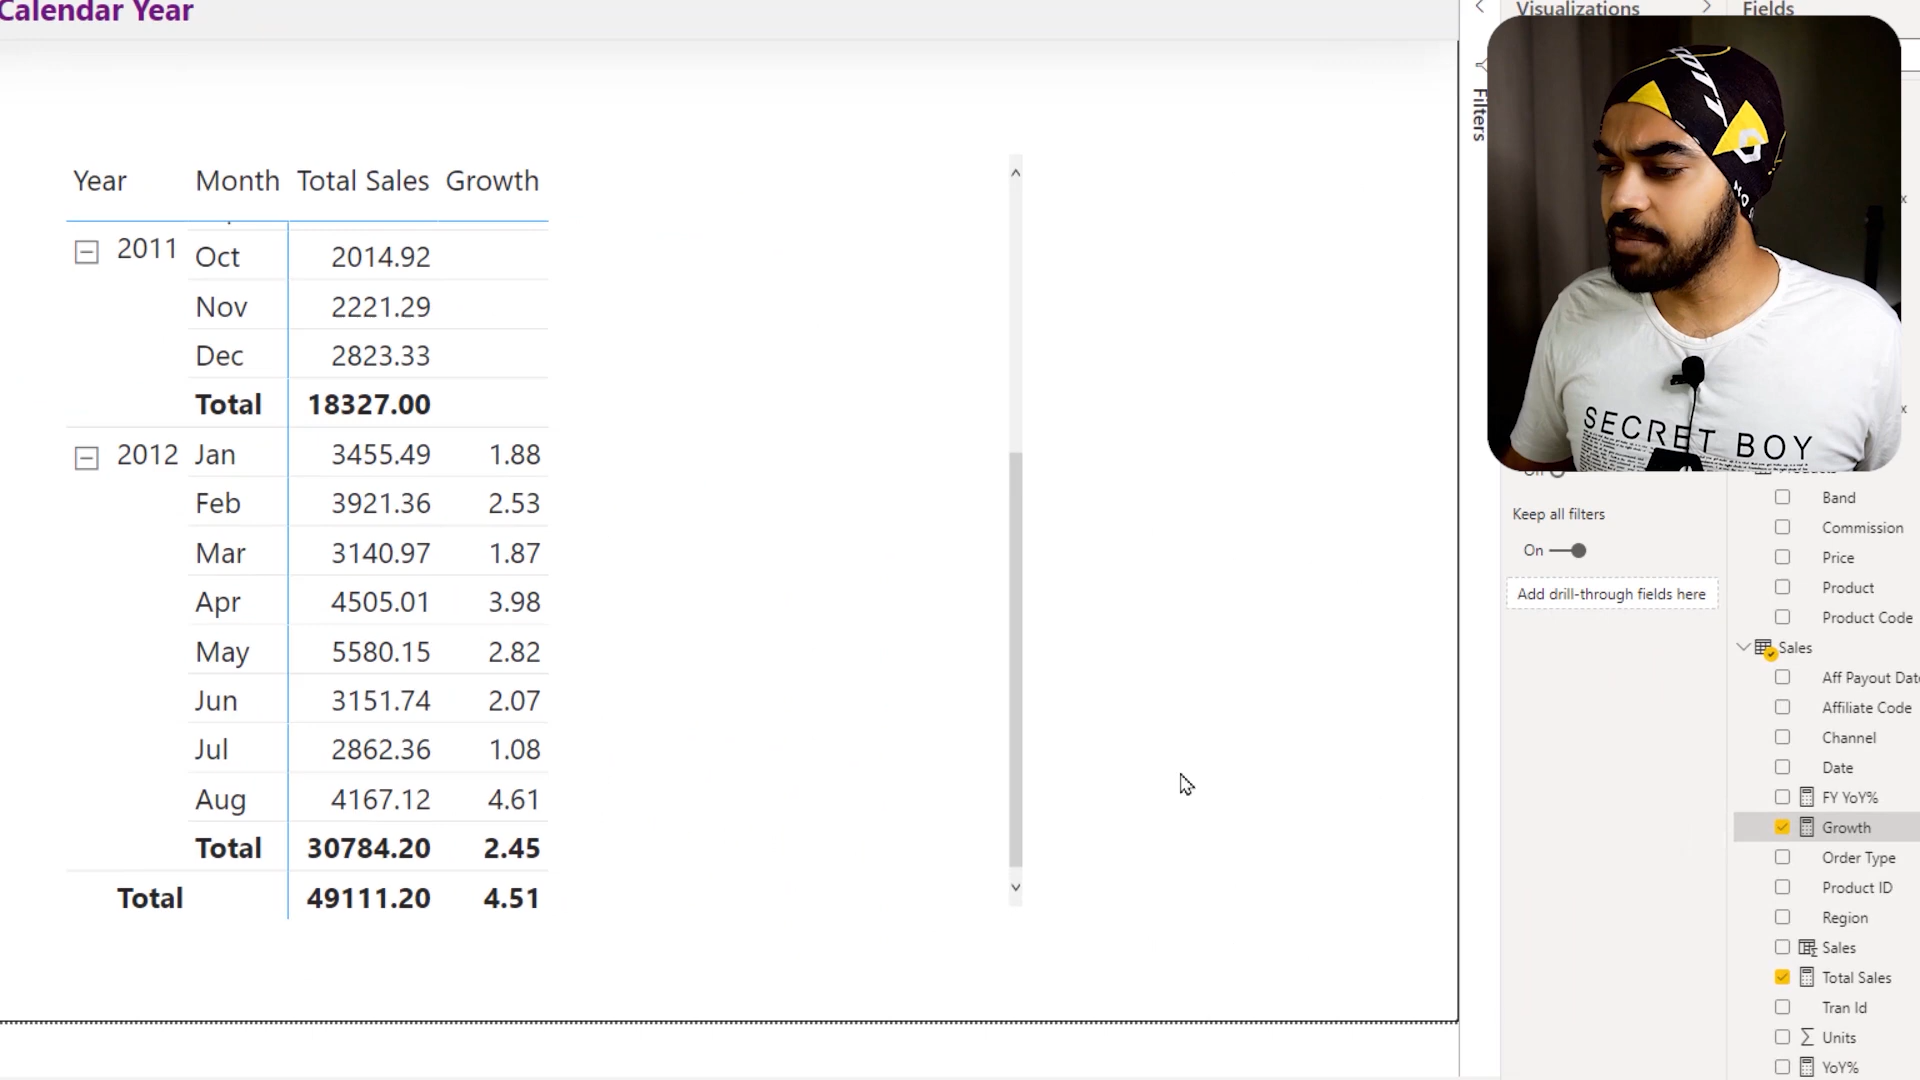 Calendar Year
Year Month Total Sales Growth
2011 Oct 2014.92
Nov 2221.29
Dec 2823.33
Total 18327.00
2012 Jan 3455.49 1.88
Feb 3921.36 2.53
Mar 3140.97 1.87
Apr 4505.01 3.98
May 5580.15 2.82
Jun 3151.74 2.07
Jul 2862.36 1.08
Aug 4167.12 4.61
Total 30784.20 2.45
Total 49111.20 4.51
Filters
Visualizations
Keep all filters
On
Add drill-through fields here
Fields
Band
Commission
Price
Product
Product Code
Sales
Aff Payout Dat
Affiliate Code
Channel
Date
FY YoY%
Growth
Order Type
Product ID
Region
Sales
Total Sales
Tran Id
Units
YoY%
SECRET BOY